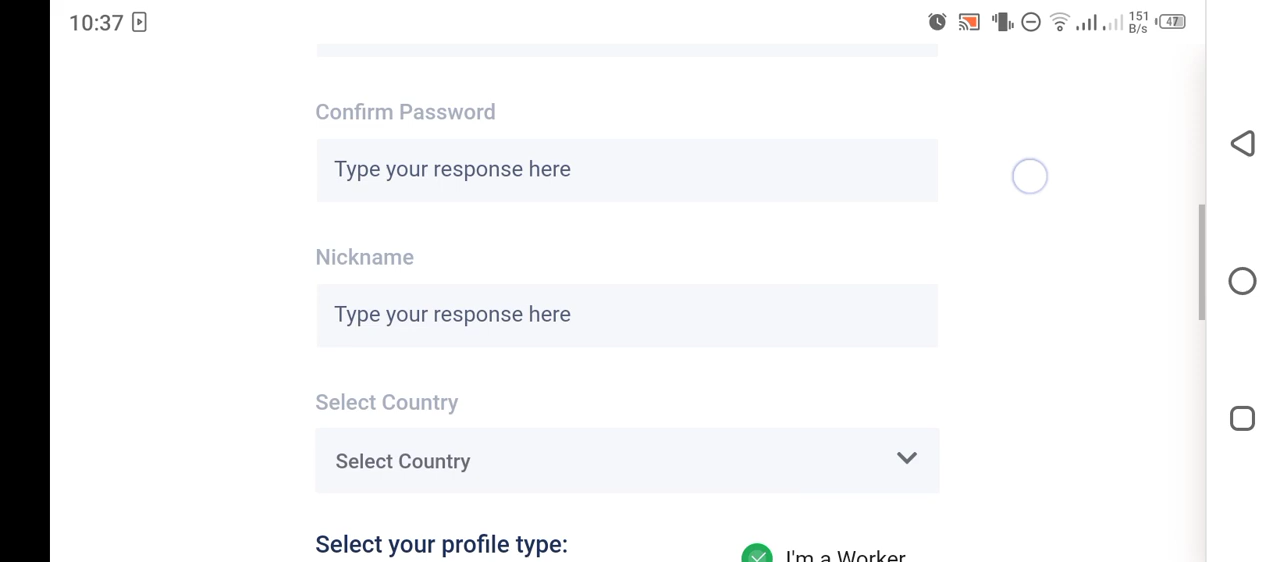 10:37
151
B/s
47
Confirm Password
Type your response here
Nickname
Type your response here
Select Country
Select Country
Select your profile type:
I'm a Worker